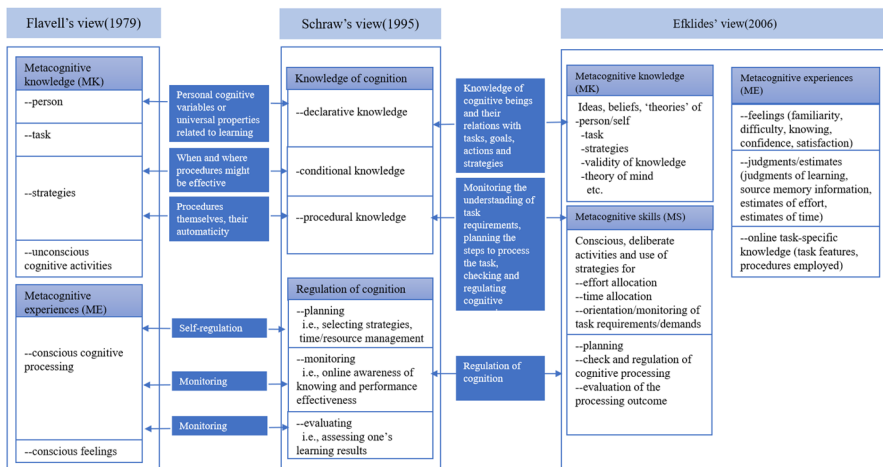 Flavell's view(1979)
Metacognitive
knowledge (MK)
--person
--task
--strategies
--unconscious
cognitive activities
Metacognitive
experiences (ME)
--conscious cognitive
processing
--conscious feelings
Personal cognitive
variables or
universal properties
related to learning
When and where
procedures might
be effective
Procedures
themselves, their
automaticity
Self-regulation
Monitoring
Monitoring
Schraw's view(1995)
Knowledge of cognition
--declarative knowledge
-conditional knowledge
--procedural knowledge
Regulation of cognition
--planning
i.e., selecting strategies,
time/resource management
--monitoring
i.e., online awareness of
knowing and performance
effectiveness
--evaluating
i.e., assessing one's
learning results
Knowledge of
cognitive beings
and their
relations with
tasks, goals,
actions and
strategies
Monitoring the
understanding of
task
requirements,
planning the
steps to process
the task,
checking and
regulating
cognitive
Regulation of
cognition
Efklides' view(2006)
Metacognitive knowledge
(MK)
Ideas, beliefs, 'theories' of
-person/self
-task
-strategies
-validity of knowledge
-theory of mind
etc.
Metacognitive skills (MS)
Conscious, deliberate
activities and use of
strategies for
--effort allocation
--time allocation
--orientation/monitoring of
task requirements/demands
--planning
--check and regulation of
cognitive processing
--evaluation of the
processing outcome
Metacognitive experiences
(ME)
--feelings (familiarity,
difficulty, knowing,
confidence, satisfaction)
--judgments/estimates
(judgments of learning,
source memory information,
estimates of effort,
estimates of time)
--online task-specific
knowledge (task features,
procedures employed)